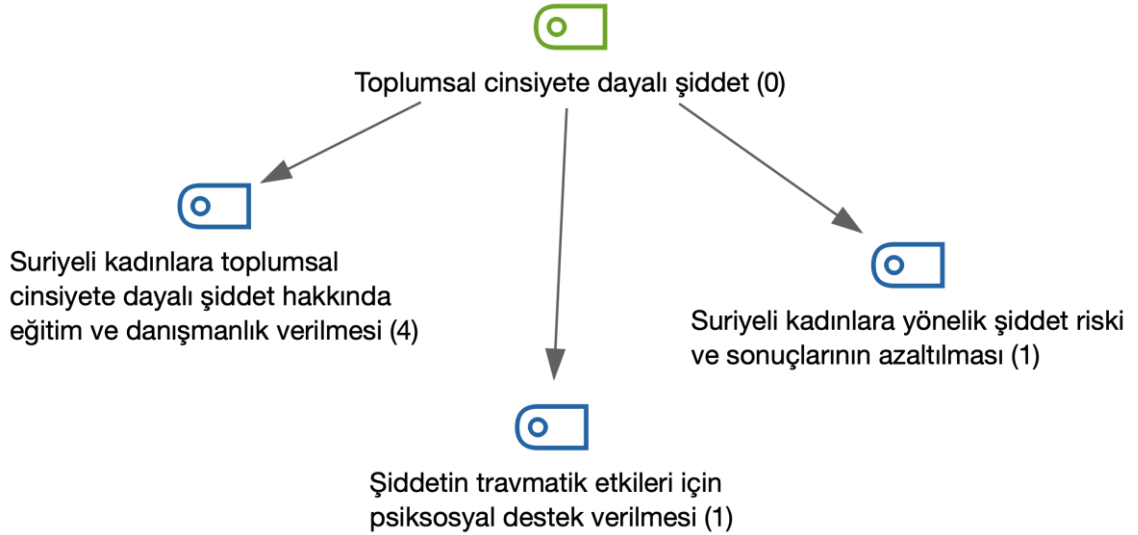 Toplumsal cinsiyete dayalı şiddet (0)
Suriyeli kadınlara toplumsal
cinsiyete dayalı şiddet hakkında
eğitim ve danışmanlık verilmesi (4)
Suriyeli kadınlara yönelik şiddet riski
ve sonuçlarının azaltılması (1)
Şiddetin travmatik etkileri için
psiksosyal destek verilmesi (1)